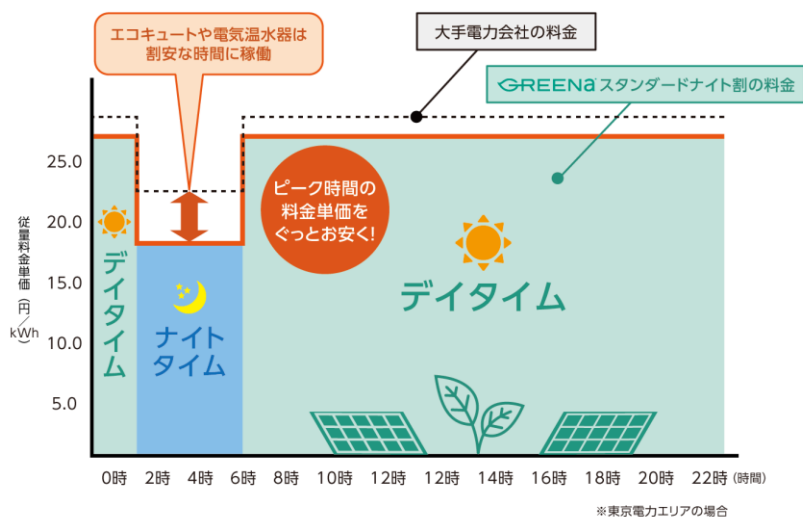 エコキュートや電気温水器は
割安な時間に稼働
大手電力会社の料金
GREENaスタンダードナイト割の料金
従量料金単価(円/kWh)
25.0
20.0
15.0
10.0
5.0
デイタイム
ナイト
タイム
ピーク時間の
料金単価を
ぐっとお安く!
デイタイム
0時 2時 4時 6時 8時 10時 12時 12時 14時 16時 18時 20時 22時 (時間)
※東京電力エリアの場合